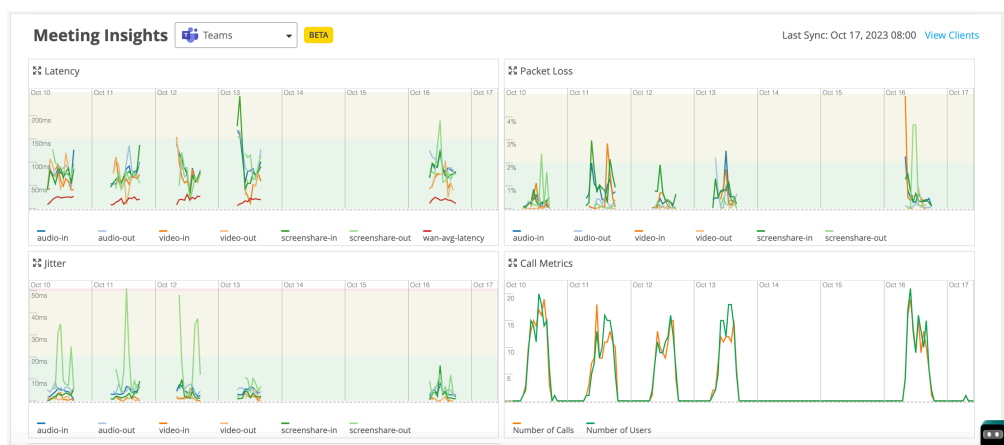 Meeting Insights Teams BETA Last Sync: Oct 17, 2023 08:00 View Clients
Latency
Oct 10 Oct 11 Oct 12 Oct 13 Oct 14 Oct 15 Oct 16 Oct 17
200ms
150ms
100ms
50ms
audio-in audio-out video-in video-out screenshare-in screenshare-out wan-avg-latency
Packet Loss
Oct 10 Oct 11 Oct 12 Oct 13 Oct 14 Oct 15 Oct 16 Oct 17
4%
3%
2%
1%
audio-in audio-out video-in video-out screenshare-in screenshare-out
Jitter
Oct 10 Oct 11 Oct 12 Oct 13 Oct 14 Oct 15 Oct 16 Oct 17
50ms
40ms
30ms
20ms
10ms
audio-in audio-out video-in video-out screenshare-in screenshare-out
Call Metrics
Oct 10 Oct 11 Oct 12 Oct 13 Oct 14 Oct 15 Oct 16 Oct 17
20
15
10
5
Number of Calls Number of Users